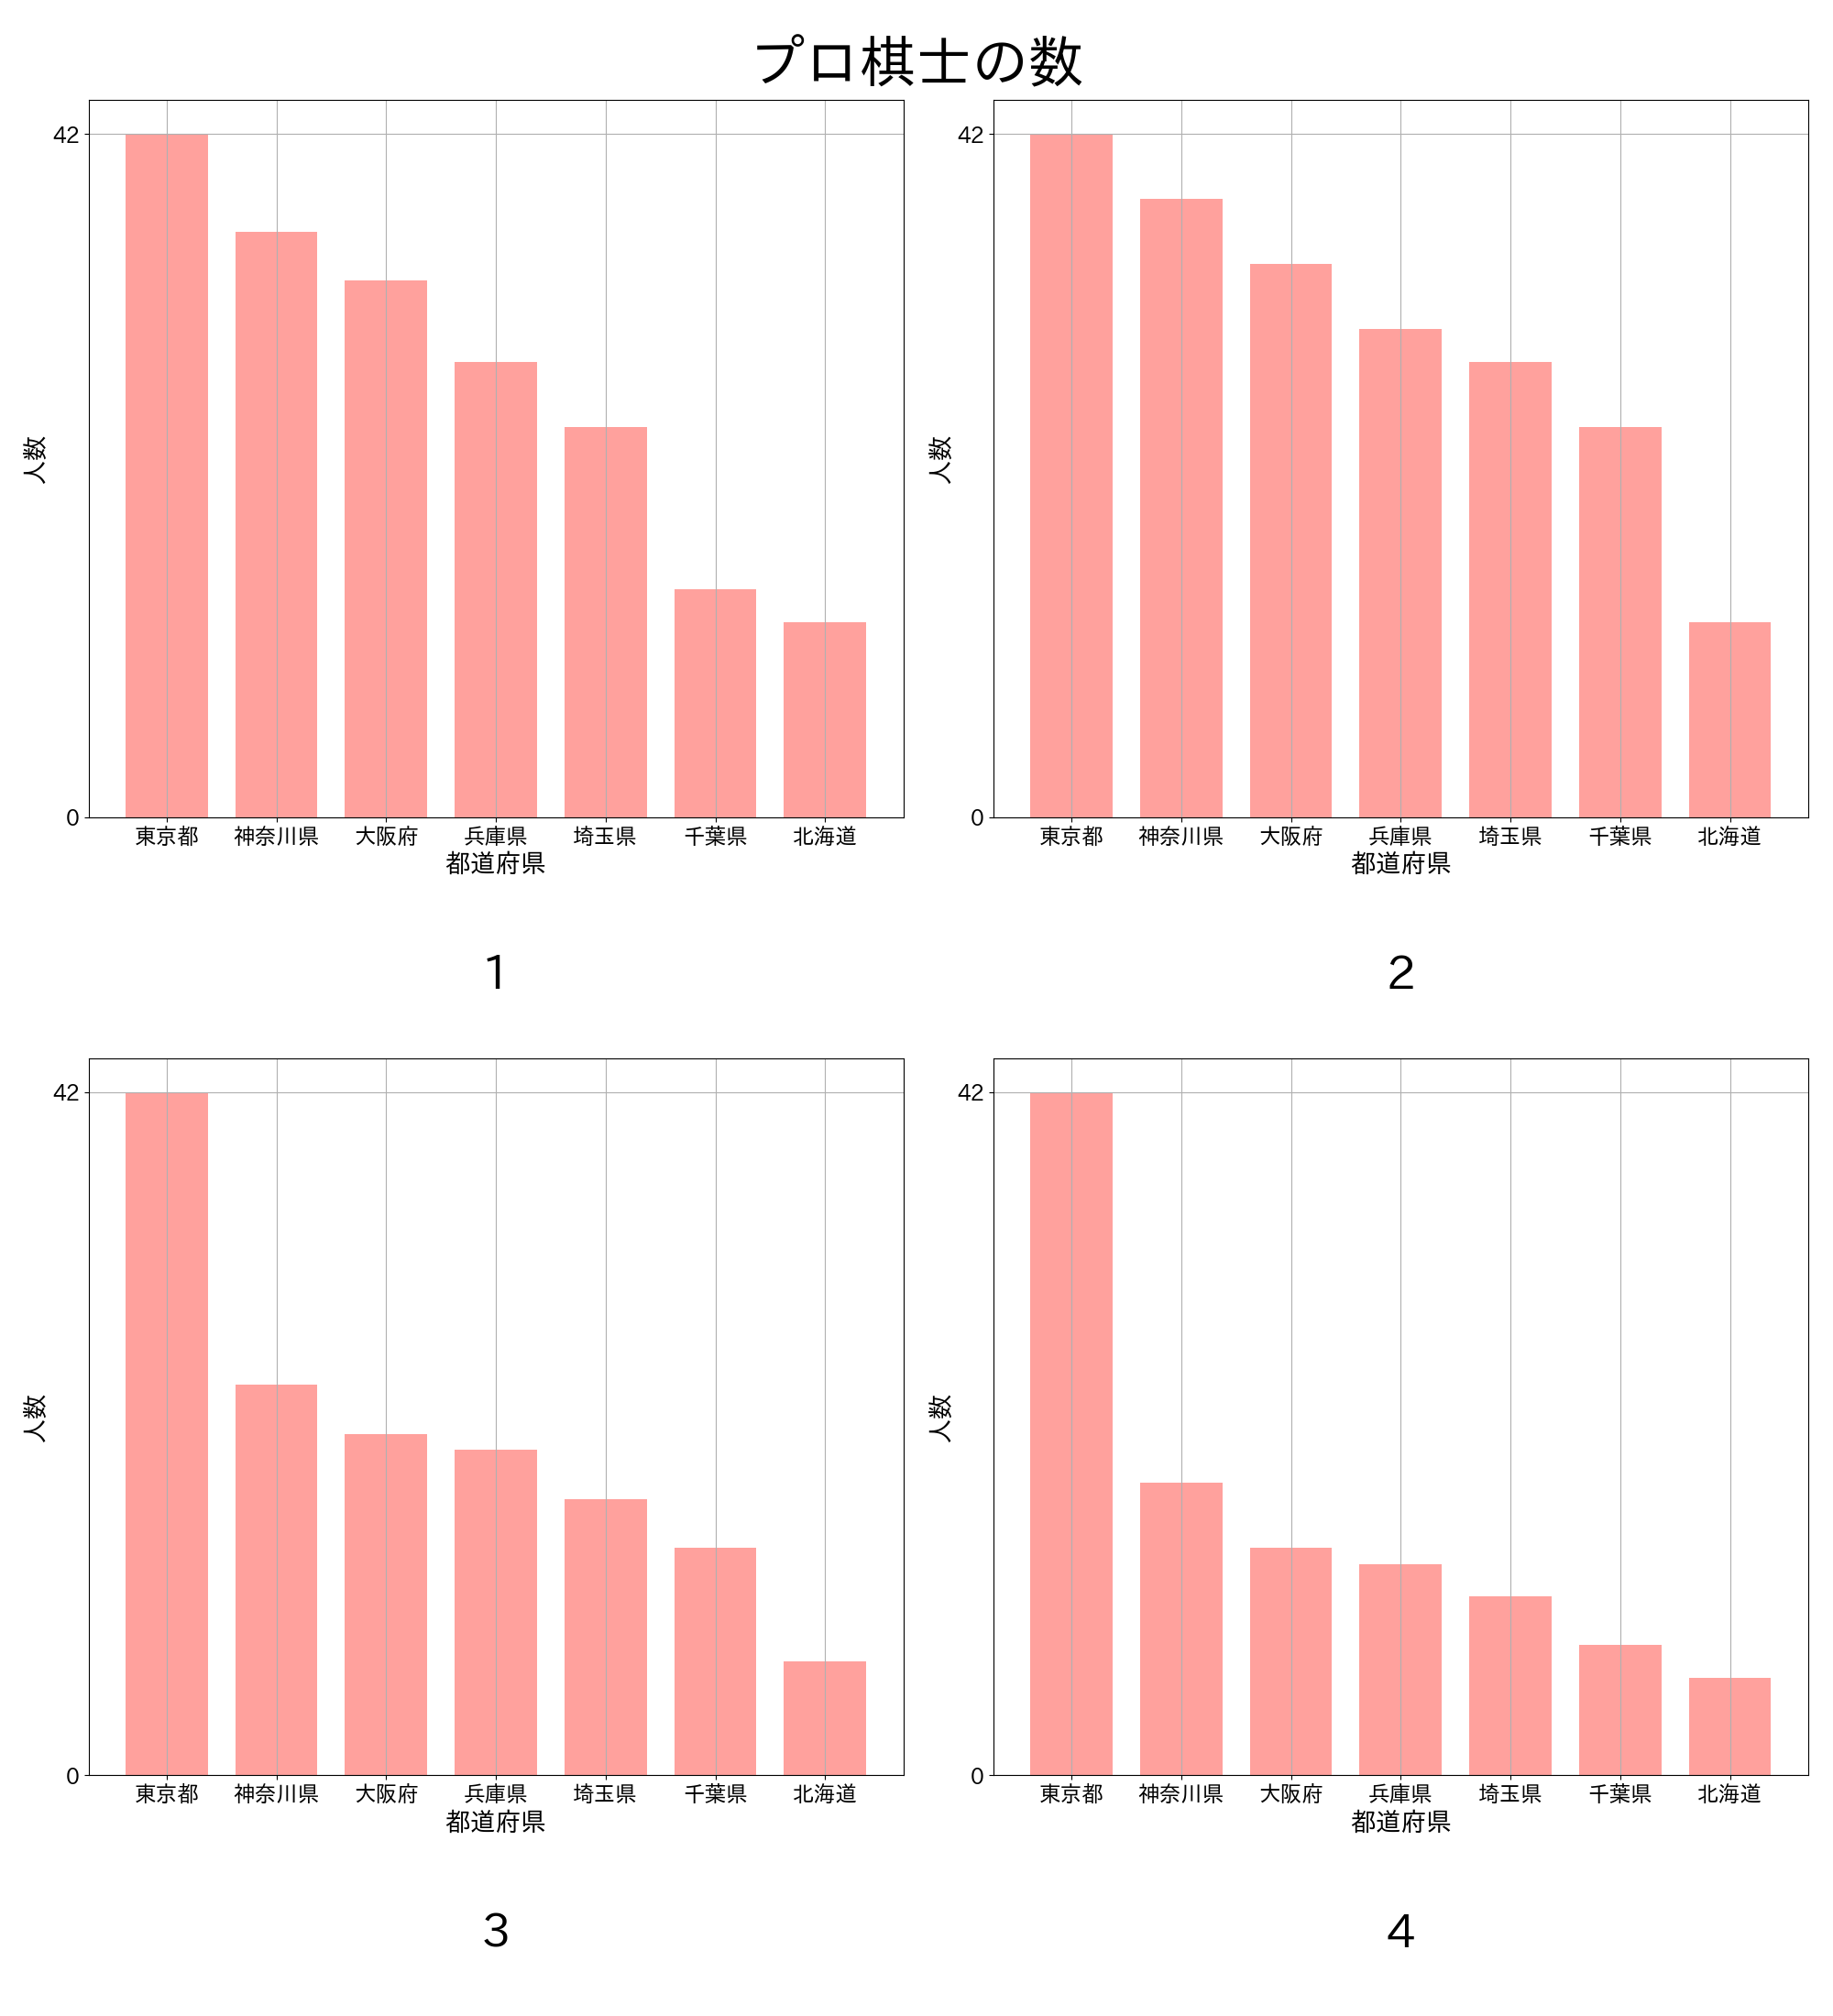 プロ棋士の数
42
0
人数
東京都 神奈川県 大阪府 兵庫県 埼玉県 千葉県 北海道
都道府県
1
42
0
人数
東京都 神奈川県 大阪府 兵庫県 埼玉県 千葉県 北海道
都道府県
2
42
0
人数
東京都 神奈川県 大阪府 兵庫県 埼玉県 千葉県 北海道
都道府県
3
42
0
人数
東京都 神奈川県 大阪府 兵庫県 埼玉県 千葉県 北海道
都道府県
4